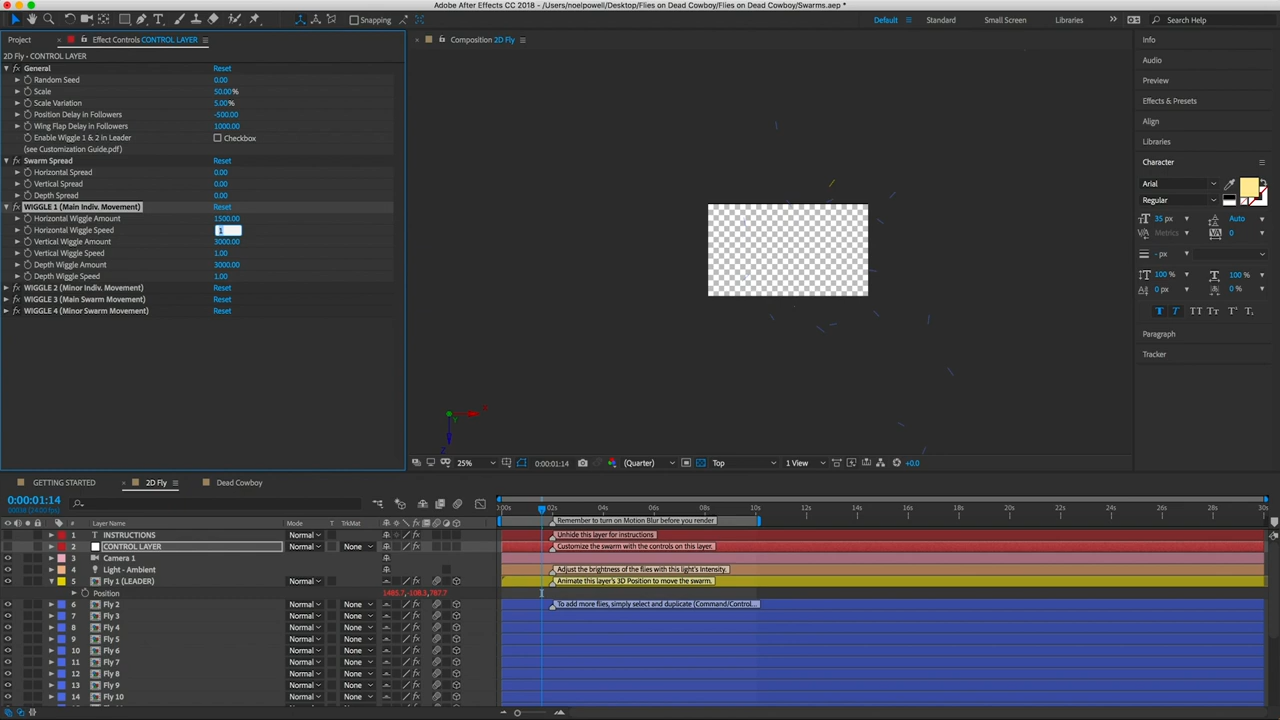 Adobe After Effects CC 2018 - /Users/noelpowell/Desktop/Flies on Dead Cowboy/Flies on Dead Cowboy/Swarms.aep *
Snapping
Default
Standard
Small Screen
Libraries
Search Help
Project
Effect Controls CONTROL LAYER
Composition 2D Fly
2D Fly • CONTROL LAYER
General Reset
Random Seed 0.00
Scale 50.00%
Scale Variation 5.00%
Position Delay in Followers -500.00
Wing Flap Delay in Followers 1000.00
Enable Wiggle 1 & 2 in Leader Checkbox
(see Customization Guide.pdf)
Swarm Spread Reset
Horizontal Spread 0.00
Vertical Spread 0.00
Depth Spread 0.00
WIGGLE 1 (Main Indiv. Movement) Reset
Horizontal Wiggle Amount 1500.00
Horizontal Wiggle Speed 1
Vertical Wiggle Amount 3000.00
Vertical Wiggle Speed 1.00
Depth Wiggle Amount 3000.00
Depth Wiggle Speed 1.00
WIGGLE 2 (Minor Indiv. Movement) Reset
WIGGLE 3 (Main Swarm Movement) Reset
WIGGLE 4 (Minor Swarm Movement) Reset
Info
Audio
Preview
Effects & Presets
Align
Libraries
Character
Arial
Regular
35 px Auto
Metrics 0
- px
100 % 100 %
0 px 0 %
T T TT Tr T T
Paragraph
Tracker
25% 0:00:01:14 (Quarter) Top 1 View +0.0
GETTING STARTED
2D Fly
Dead Cowboy
0:00:01:14
00038 (24.00 fps)
# Layer Name Mode T TrkMat
:00s 02s 04s 06s 08s 10s 12s 14s 16s 18s 20s 22s 24s 26s 28s 30s
Remember to turn on Motion Blur before you render
1 T INSTRUCTIONS Normal Unhide this layer for instructions
2 CONTROL LAYER Normal None Customize the swarm with the controls on this layer.
3 Camera 1
4 Light - Ambient Adjust the brightness of the flies with this light's Intensity.
5 Fly 1 (LEADER) Normal None Animate this layer's 3D Position to move the swarm.
Position 1465.7,-108.3,787.7
6 Fly 2 Normal None To add more flies, simply select and duplicate (Command/Control...
7 Fly 3 Normal None
8 Fly 4 Normal None
9 Fly 5 Normal None
10 Fly 6 Normal None
11 Fly 7 Normal None
12 Fly 8 Normal None
13 Fly 9 Normal None
14 Fly 10 Normal None